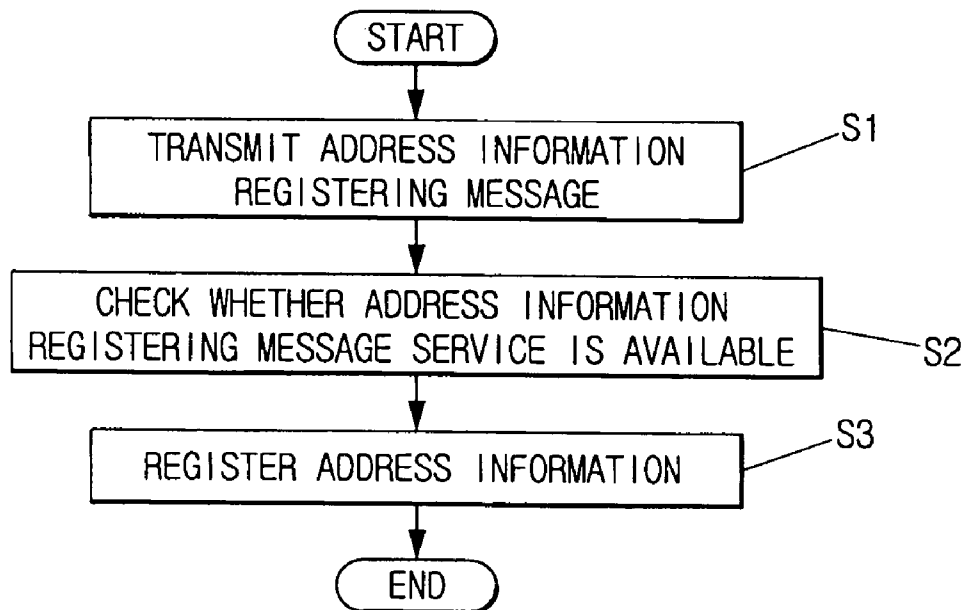 START
TRANSMIT ADDRESS INFORMATION
REGISTERING MESSAGE
S1
CHECK WHETHER ADDRESS INFORMATION
REGISTERING MESSAGE SERVICE IS AVAILABLE
S2
REGISTER ADDRESS INFORMATION
S3
END